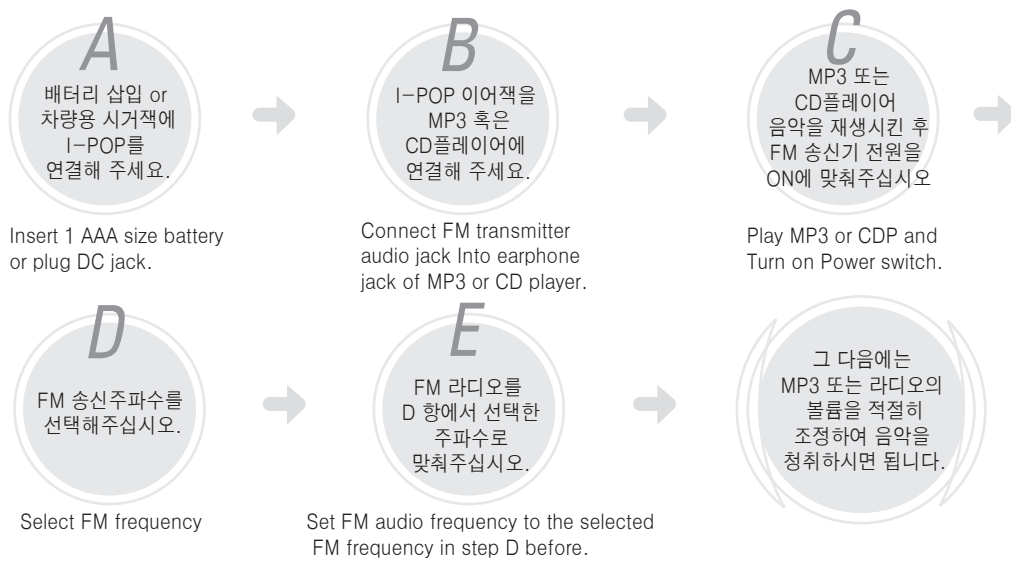 A
배터리 삽입 or
차량용 시거잭에
I-POP를
연결해 주세요.
Insert 1 AAA size battery
or plug DC jack.
B
I-POP 이어잭을
MP3 혹은
CD플레이어에
연결해 주세요.
Connect FM transmitter
audio jack Into earphone
jack of MP3 or CD player.
C
MP3 또는
CD플레이어
음악을 재생시킨 후
FM 송신기 전원을
ON에 맞춰주십시오
Play MP3 or CDP and
Turn on Power switch.
D
FM 송신주파수를
선택해주십시오.
Select FM frequency
E
FM 라디오를
D 항에서 선택한
주파수로
맞춰주십시오.
Set FM audio frequency to the selected
FM frequency in step D before.
그 다음에는
MP3 또는 라디오의
볼륨을 적절히
조정하여 음악을
청취하시면 됩니다.